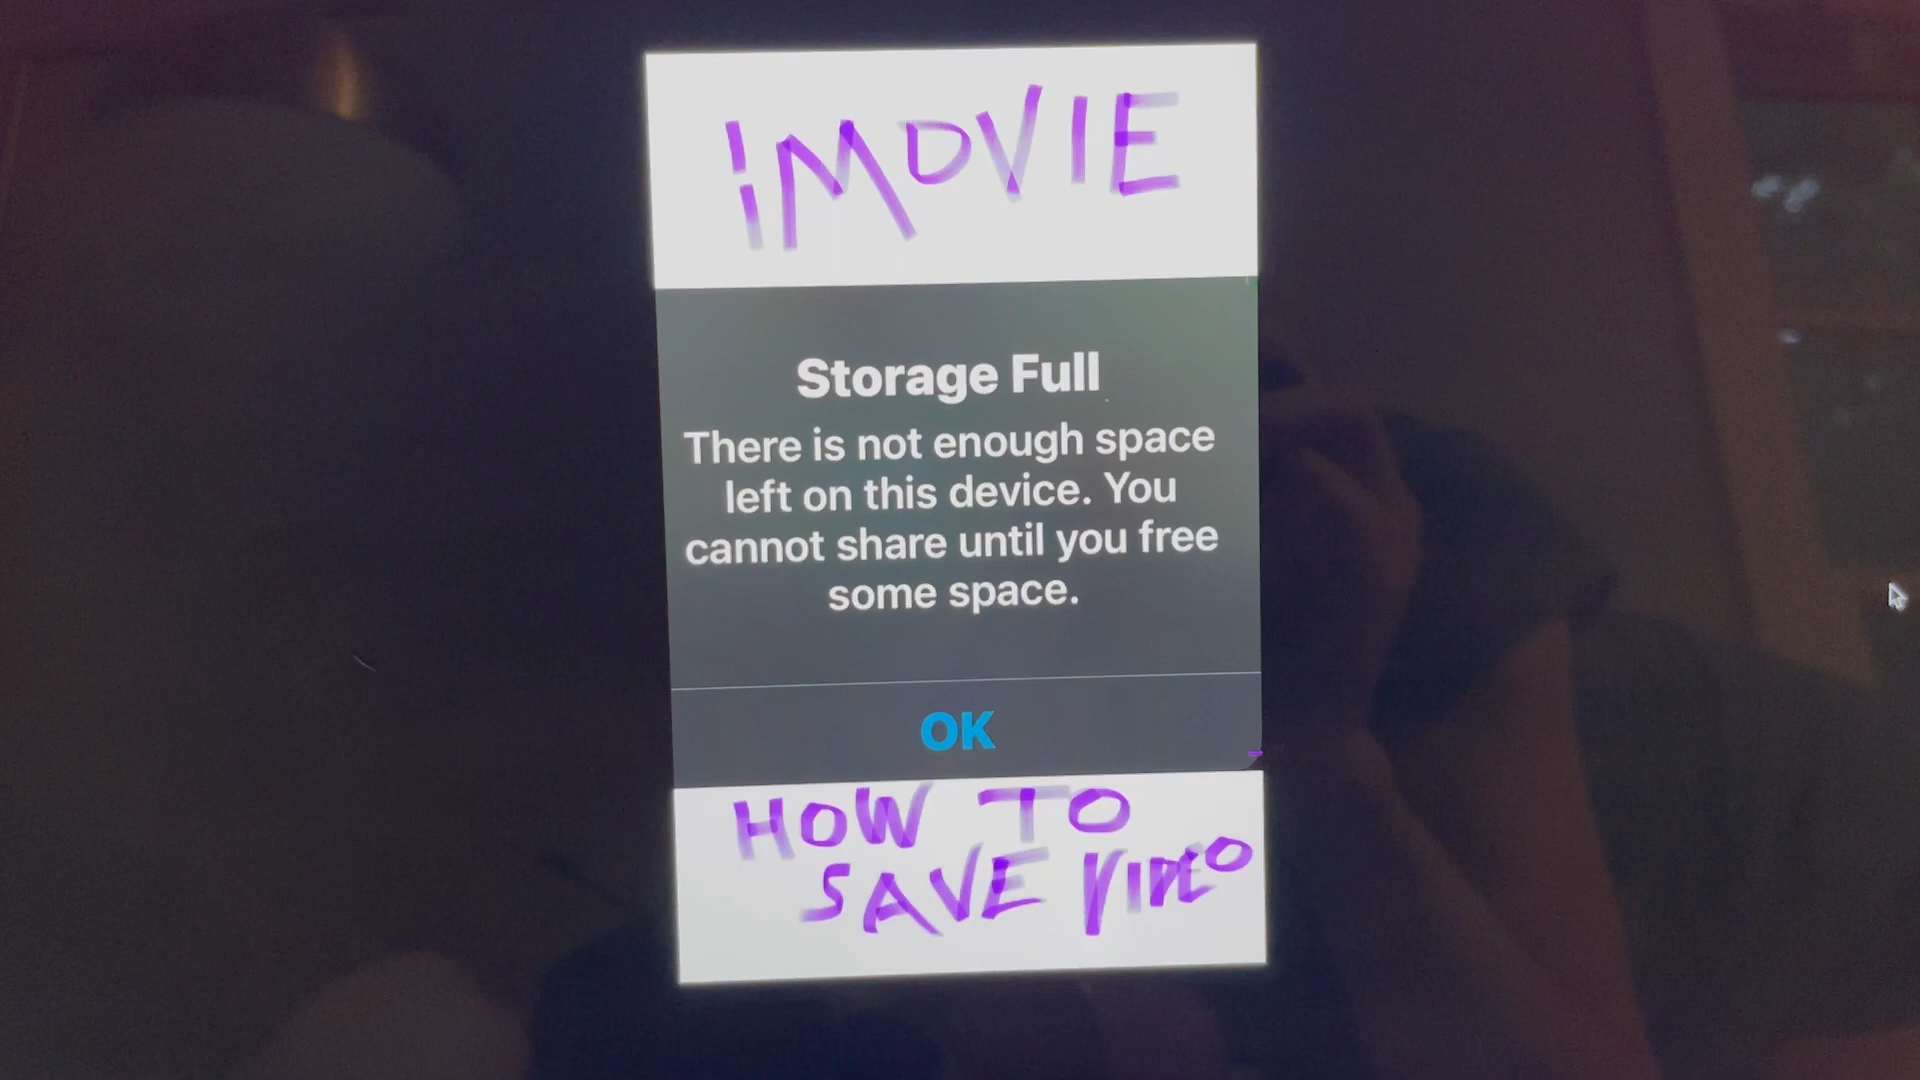 iMOVIE
Storage Full
There is not enough space
left on this device. You
cannot share until you free
some space.
OK
HOW TO
SAVE VIDEO